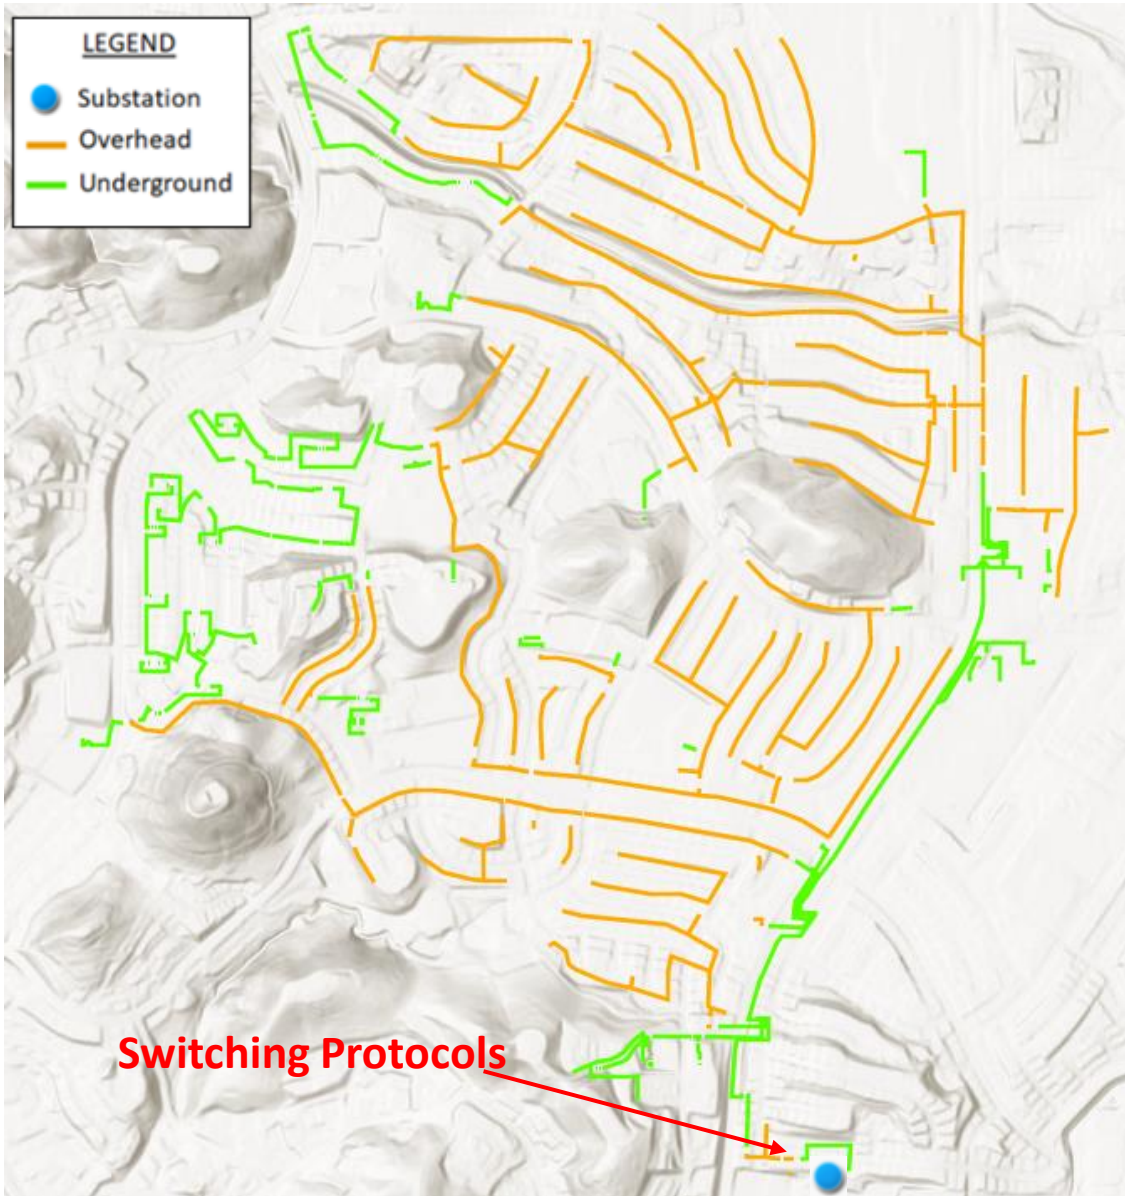 LEGEND
Substation
Overhead
Underground
Switching Protocols